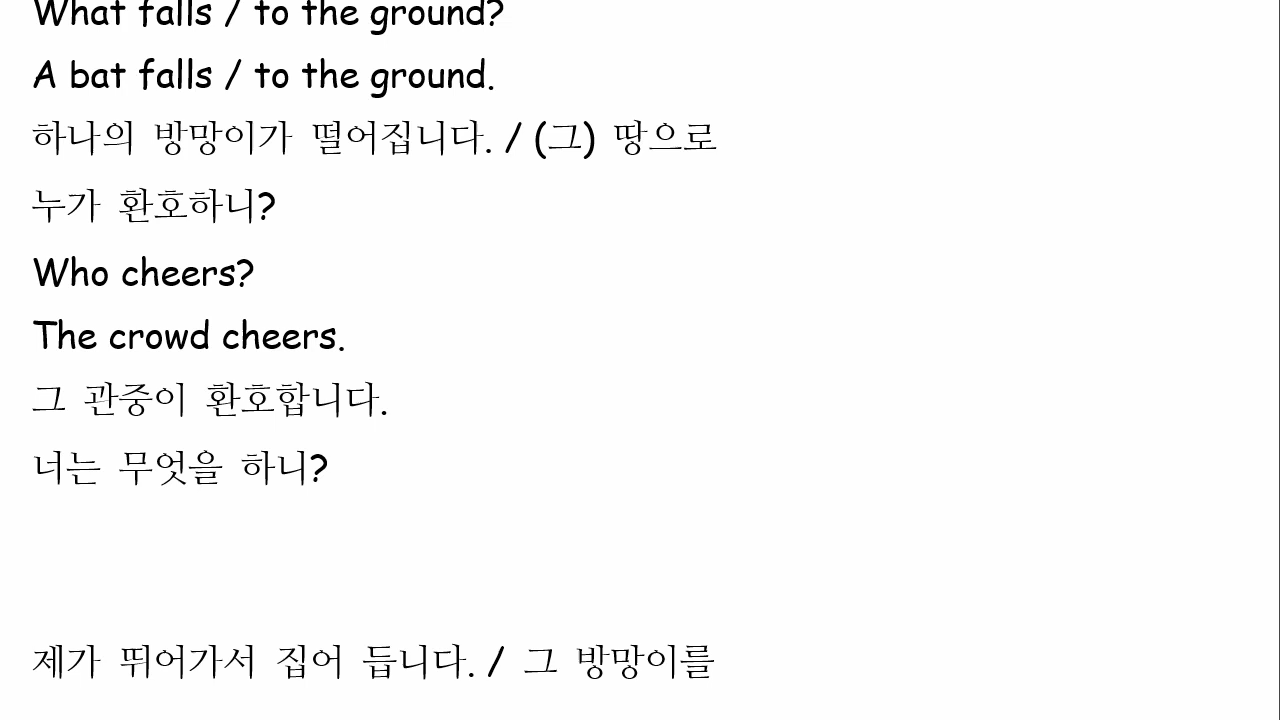 What falls / to the ground?
A bat falls / to the ground.
하나의 방망이가 떨어집니다. / (그) 땅으로
누가 환호하니?
Who cheers?
The crowd cheers.
그 관중이 환호합니다.
너는 무엇을 하니?
제가 뛰어가서 집어 듭니다. / 그 방망이를